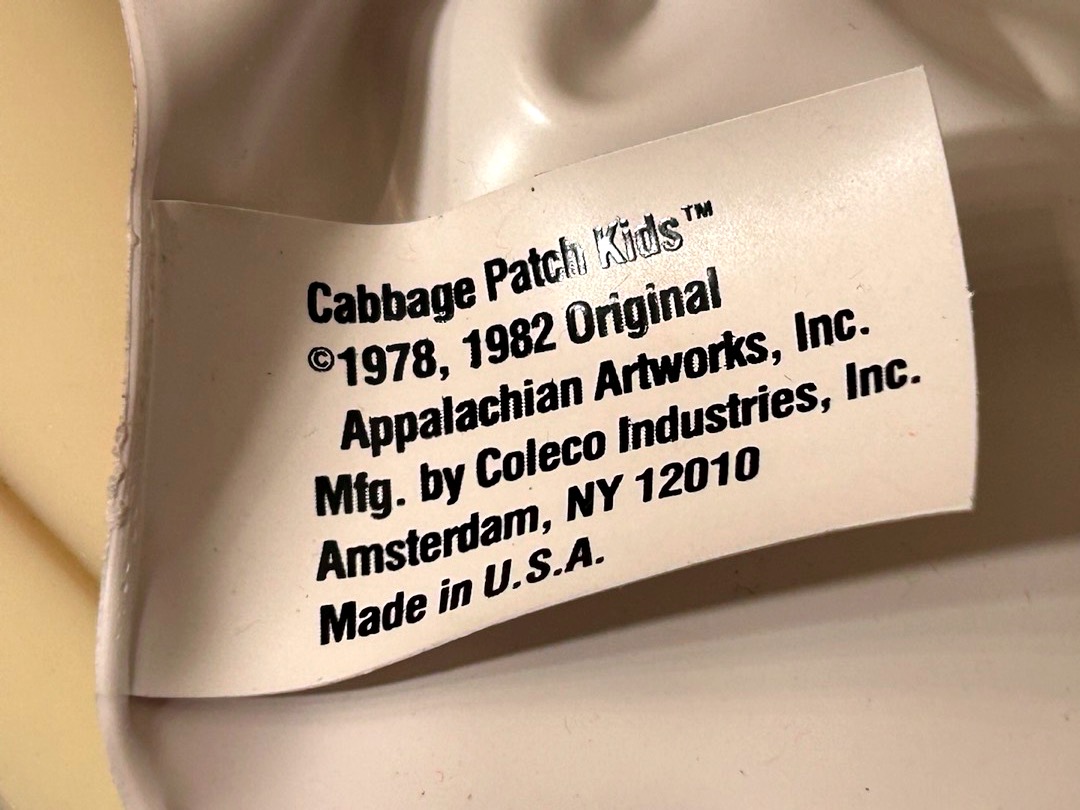 Cabbage Patch Kids™
©1978, 1982 Original
Appalachian Artworks, Inc.
Mfg. by Coleco Industries, Inc.
Amsterdam, NY 12010
Made in U.S.A.